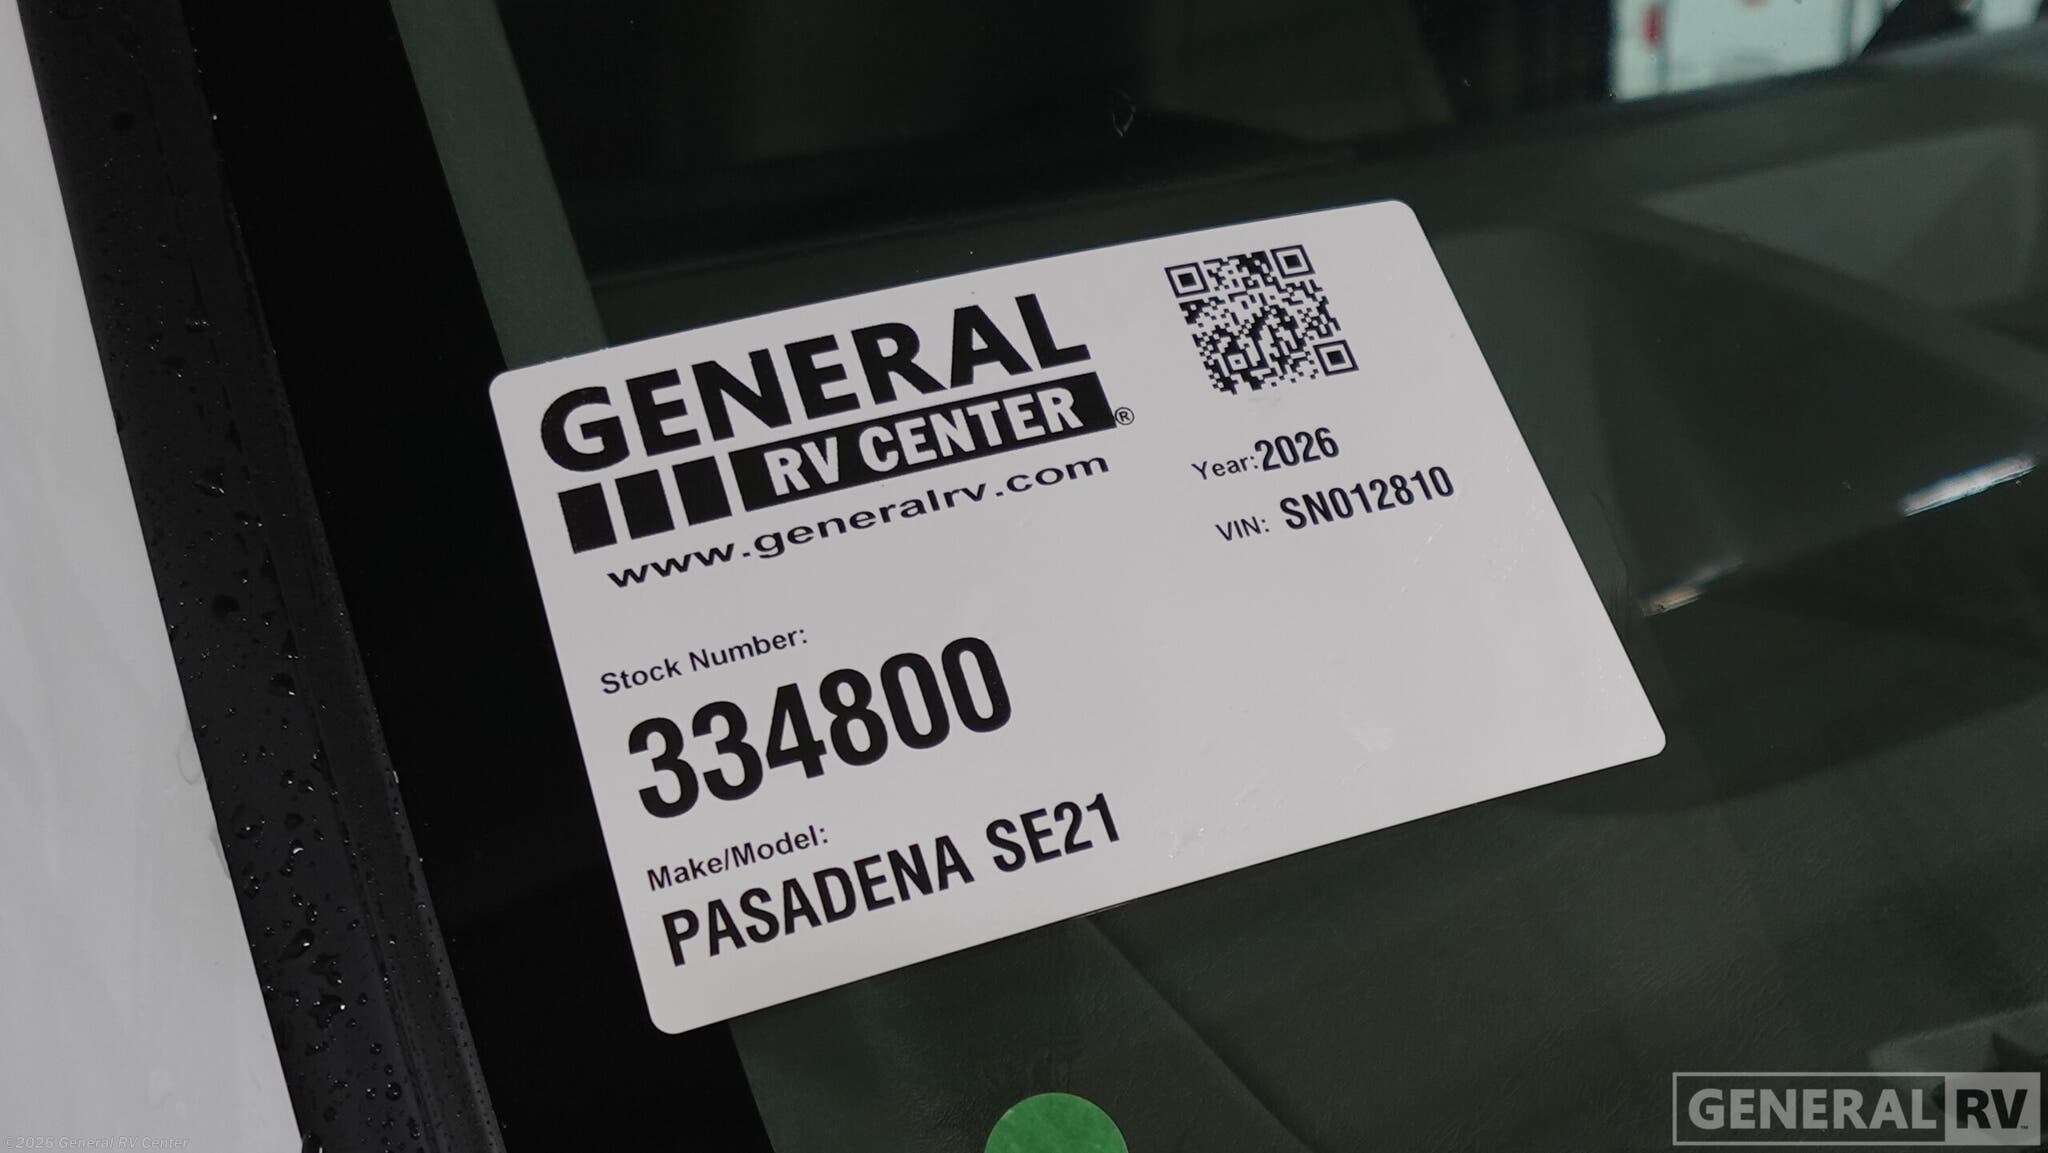 GENERAL
RV CENTER®
www.generalrv.com
Year:2026
VIN: SN012810
Stock Number:
334800
Make/Model:
PASADENA SE21
©2026 General RV Center
GENERAL RV™